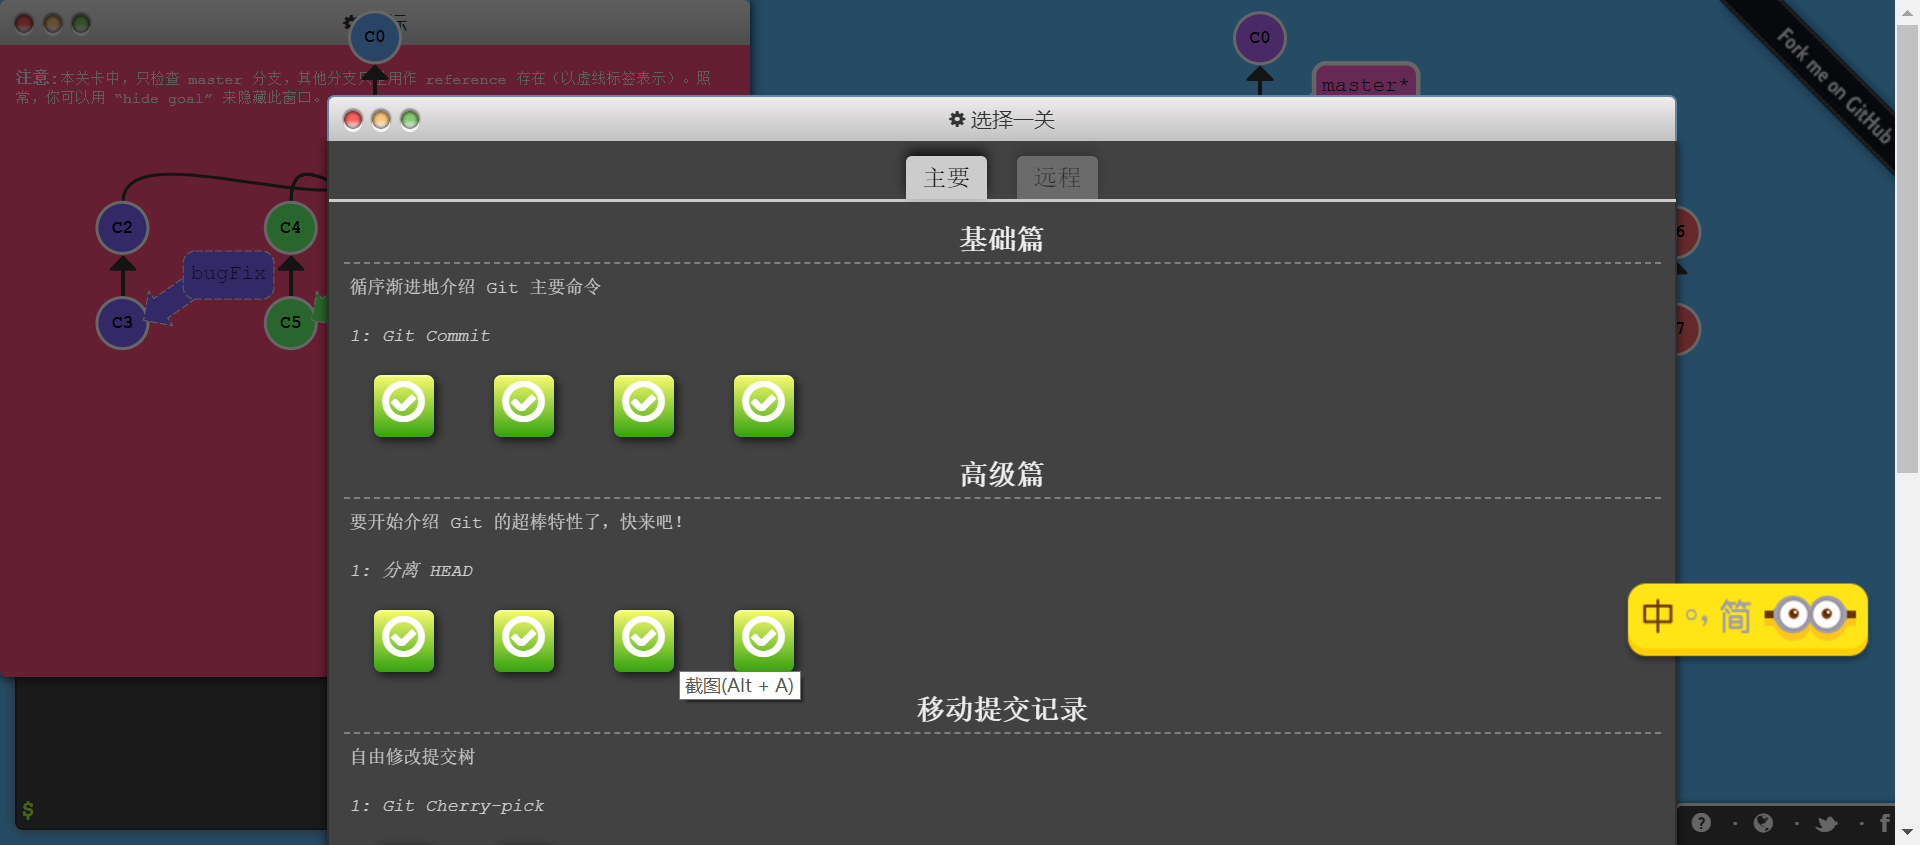 C0
注意:本关卡中，只检查 master 分支，其他分支只是用作 reference 存在（以虚线标签表示）。照
常，你可以用 “hide goal” 来隐藏此窗口。
C2
C4
bugFix
C3
C5
C0
master*
Fork me on GitHub
6
7
选择一关
主要
远程
基础篇
循序渐进地介绍 Git 主要命令
1: Git Commit
高级篇
要开始介绍 Git 的超棒特性了，快来吧！
1: 分离 HEAD
截图(Alt + A)
移动提交记录
自由修改提交树
1: Git Cherry-pick
$
中 °, 简